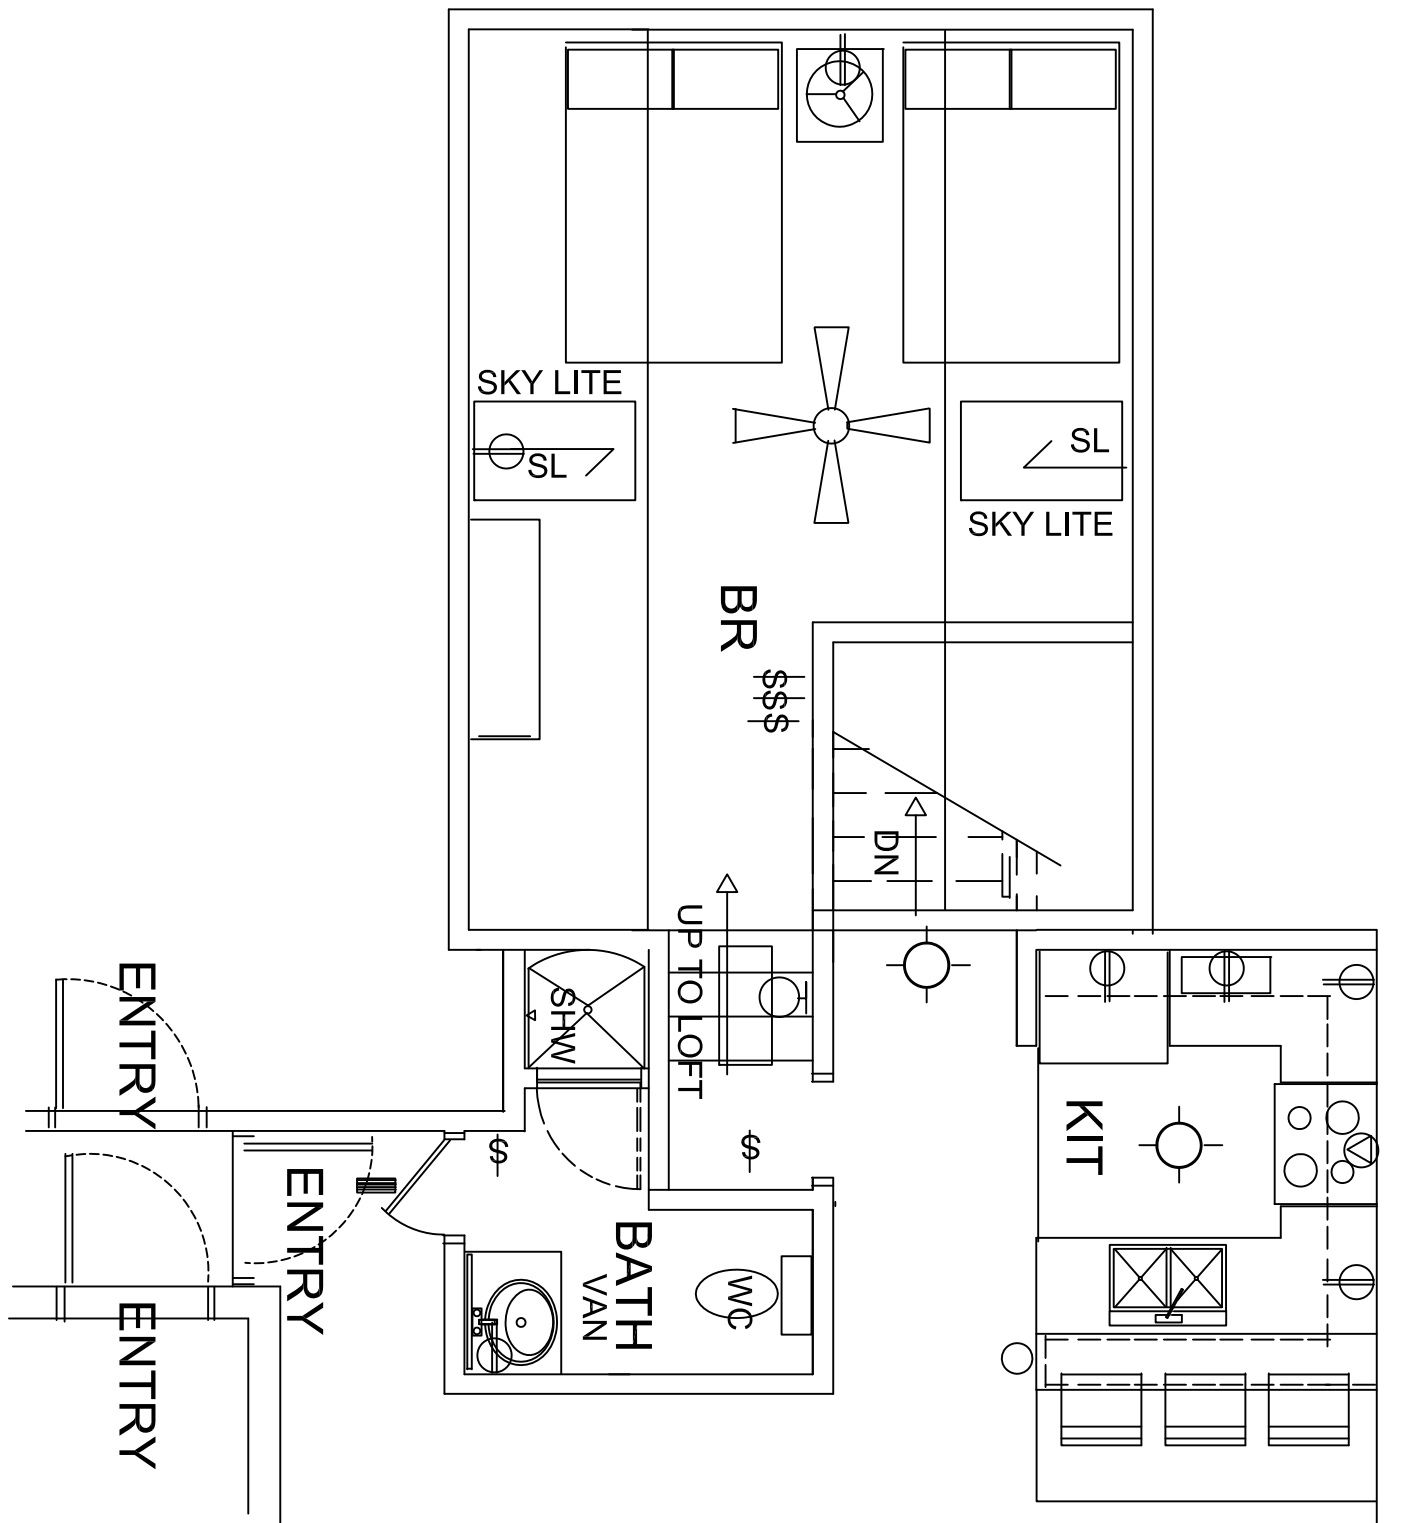 SKY LITE
SL
SL
SKY LITE
BR
SSS
DN
UP TO LOFT
SHW
ENTRY
KIT
$
$
ENTRY
BATH
VAN
WC
ENTRY